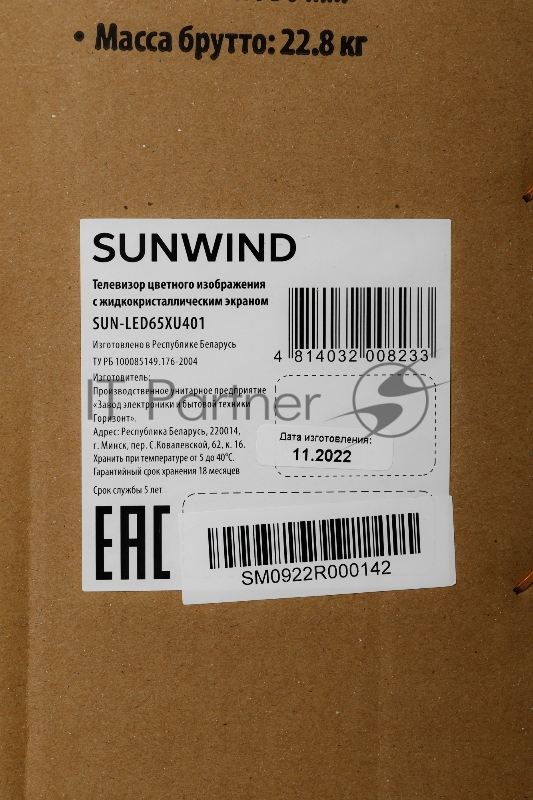 • Масса брутто: 22.8 кг
SUNWIND
Телевизор цветного изображения
с жидкокристаллическим экраном
SUN-LED65XU401
Изготовлено в Республике Беларусь
ТУ РБ 100085149.176-2004
4 814032 008233
Изготовитель:
Производственное унитарное предприятие
«Завод электроники и бытовой техники
Горизонт».
Адрес: Республика Беларусь, 220014,
г. Минск, пер. С.Ковалевской, 62, к. 16.
Хранить при температуре от 5 до 40°С.
Гарантийный срок хранения 18 месяцев
Срок службы 5 лет
IT Partner
Дата изготовления:
11.2022
EAC
SM0922R000142